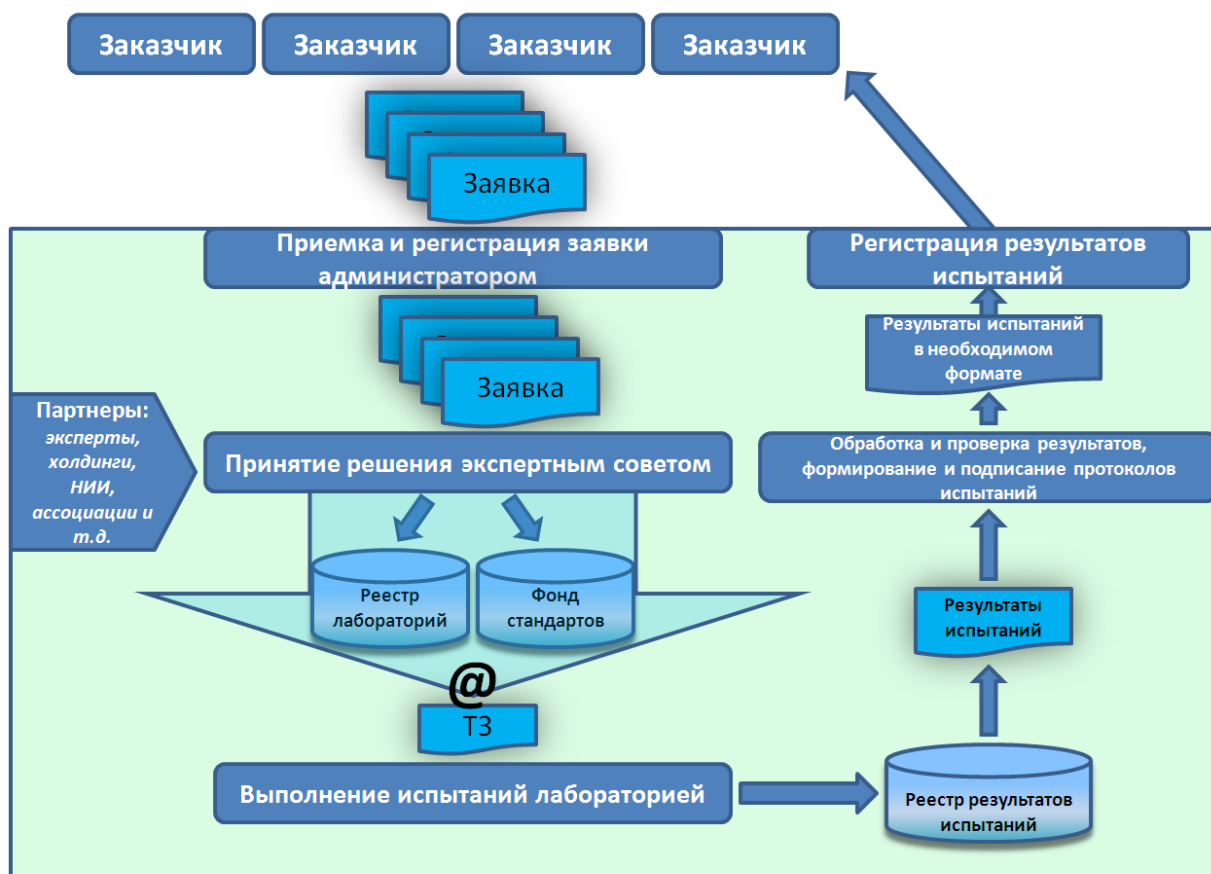 Заказчик
Заказчик
Заказчик
Заказчик
Заявка
Приемка и регистрация заявки
администратором
Заявка
Партнеры:
эксперты,
холдинги,
НИИ,
ассоциации и
т.д.
Принятие решения экспертным советом
Реестр
лабораторий
Фонд
стандартов
@
ТЗ
Выполнение испытаний лабораторией
Реестр результатов
испытаний
Результаты
испытаний
Обработка и проверка результатов,
формирование и подписание протоколов
испытаний
Результаты испытаний
в необходимом
формате
Регистрация результатов
испытаний